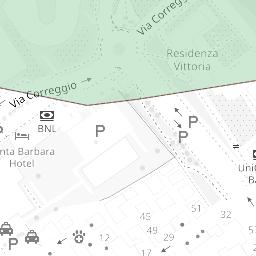 Via Correggio
Residenza
Vittoria
Via Correggio
BNL
P
P
P
nta Barbara
Hotel
Uni
Ba
51
32
45
29
17
12
P